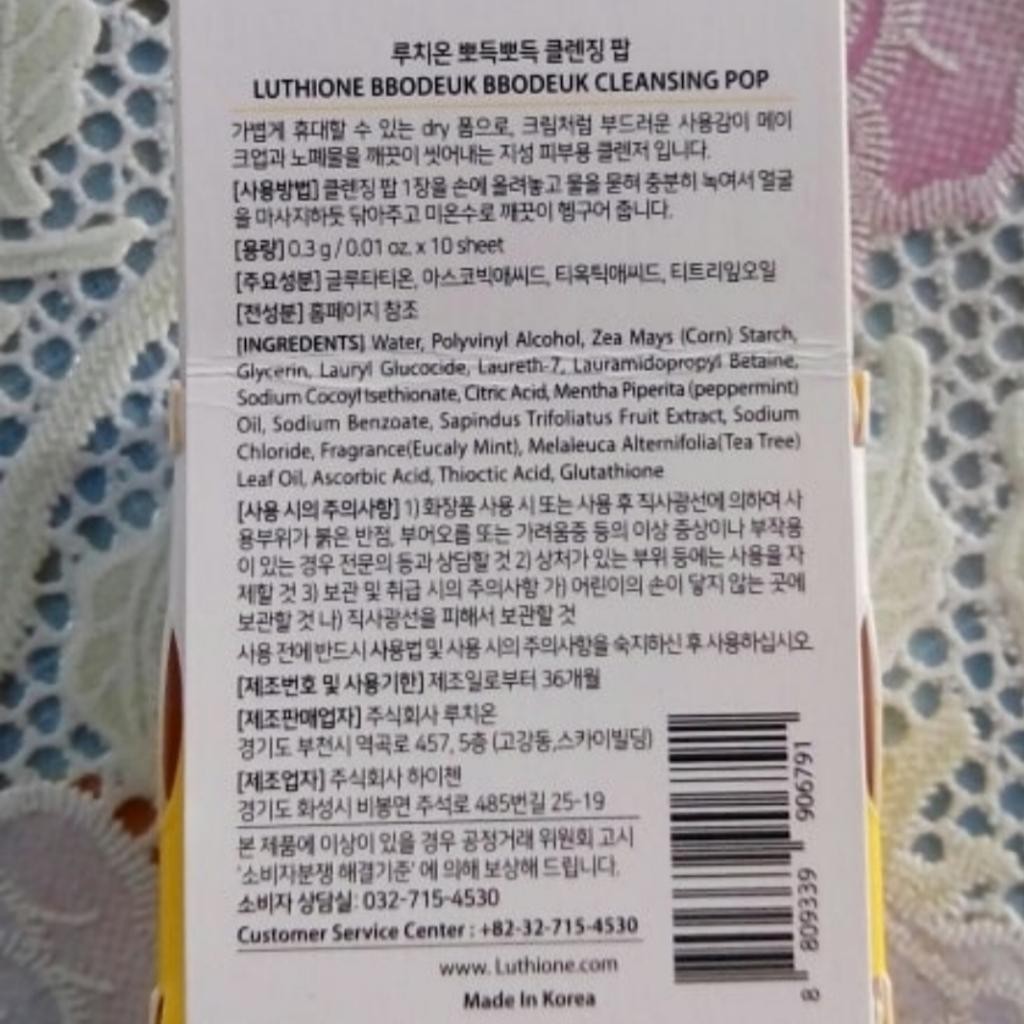 루치온 뽀득뽀득 클렌징 팝
LUTHIONE BBODEUK BBODEUK CLEANSING POP
가볍게 휴대할 수 있는 dry 폼으로, 크림처럼 부드러운 사용감이 메이
크업과 노폐물을 깨끗이 씻어내는 지성 피부용 클렌저 입니다.
[사용방법] 클렌징 팝 1장을 손에 올려놓고 물을 묻혀 충분히 녹여서 얼굴
을 마사지하듯 닦아주고 미온수로 깨끗이 헹구어 줍니다.
[용량] 0.3 g / 0.01 oz. x 10 sheet
[주요성분] 글루타티온, 아스코빅애씨드, 티옥틱애씨드, 티트리잎오일
[전성분] 홈페이지 참조
[INGREDENTS] Water, Polyvinyl Alcohol, Zea Mays (Corn) Starch,
Glycerin, Lauryl Glucocide, Laureth-7, Lauramidopropyl Betaine,
Sodium Cocoyl Isethionate, Citric Acid, Mentha Piperita (peppermint)
Oil, Sodium Benzoate, Sapindus Trifoliatus Fruit Extract, Sodium
Chloride, Fragrance(Eucaly Mint), Melaleuca Alternifolia(Tea Tree)
Leaf Oil, Ascorbic Acid, Thioctic Acid, Glutathione
[사용 시의 주의사항] 1) 화장품 사용 시 또는 사용 후 직사광선에 의하여 사
용부위가 붉은 반점, 부어오름 또는 가려움증 등의 이상 증상이나 부작용
이 있는 경우 전문의 등과 상담할 것 2) 상처가 있는 부위 등에는 사용을 자
제할 것 3) 보관 및 취급 시의 주의사항 가) 어린이의 손이 닿지 않는 곳에
보관할 것 나) 직사광선을 피해서 보관할 것
사용 전에 반드시 사용법 및 사용 시의 주의사항을 숙지하신 후 사용하십시오.
[제조번호 및 사용기한] 제조일로부터 36개월
[제조판매업자] 주식회사 루치온
경기도 부천시 역곡로 457, 5층 (고강동,스카이빌딩)
[제조업자] 주식회사 하이첸
경기도 화성시 비봉면 주석로 485번길 25-19
본 제품에 이상이 있을 경우 공정거래 위원회 고시
'소비자분쟁 해결기준' 에 의해 보상해 드립니다.
소비자 상담실: 032-715-4530
Customer Service Center : +82-32-715-4530
www. Luthione.com
Made In Korea
8 809339 906791